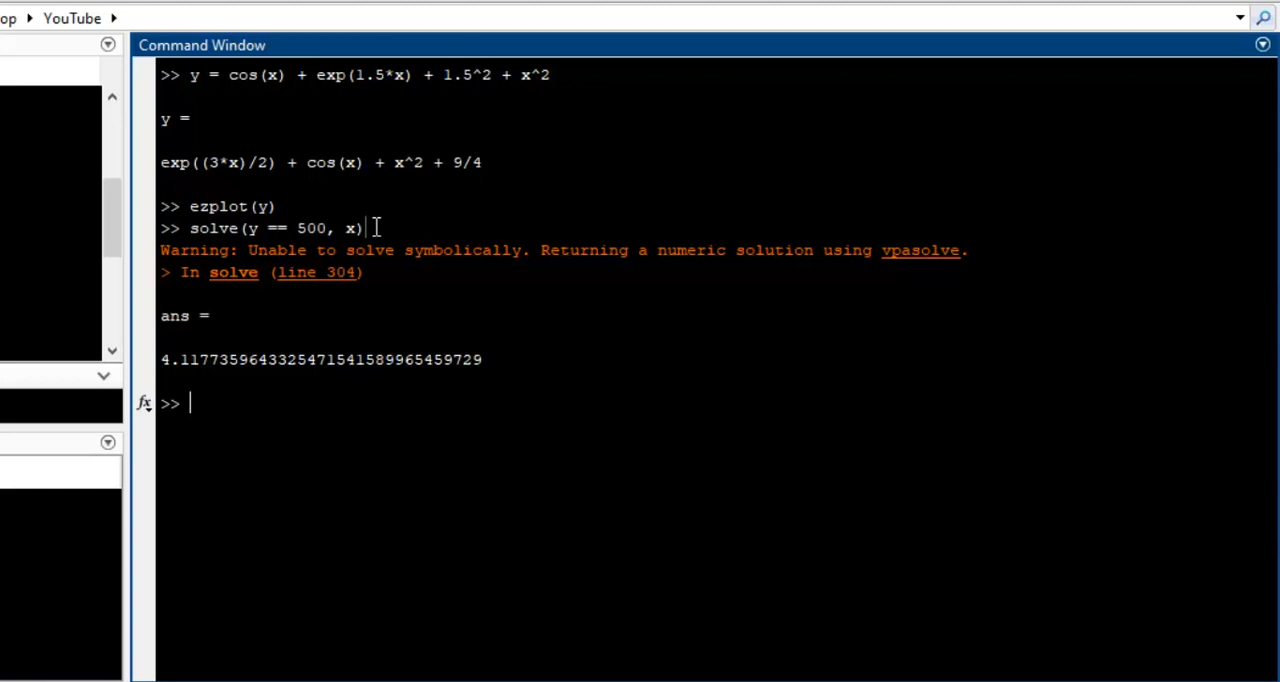 op ▸ YouTube ▸
Command Window
>> y = cos(x) + exp(1.5*x) + 1.5^2 + x^2
y =
exp((3*x)/2) + cos(x) + x^2 + 9/4
>> ezplot(y)
>> solve(y == 500, x)
Warning: Unable to solve symbolically. Returning a numeric solution using vpasolve.
> In solve (line 304)
ans =
4.1177359643325471541589965459729
fx >>